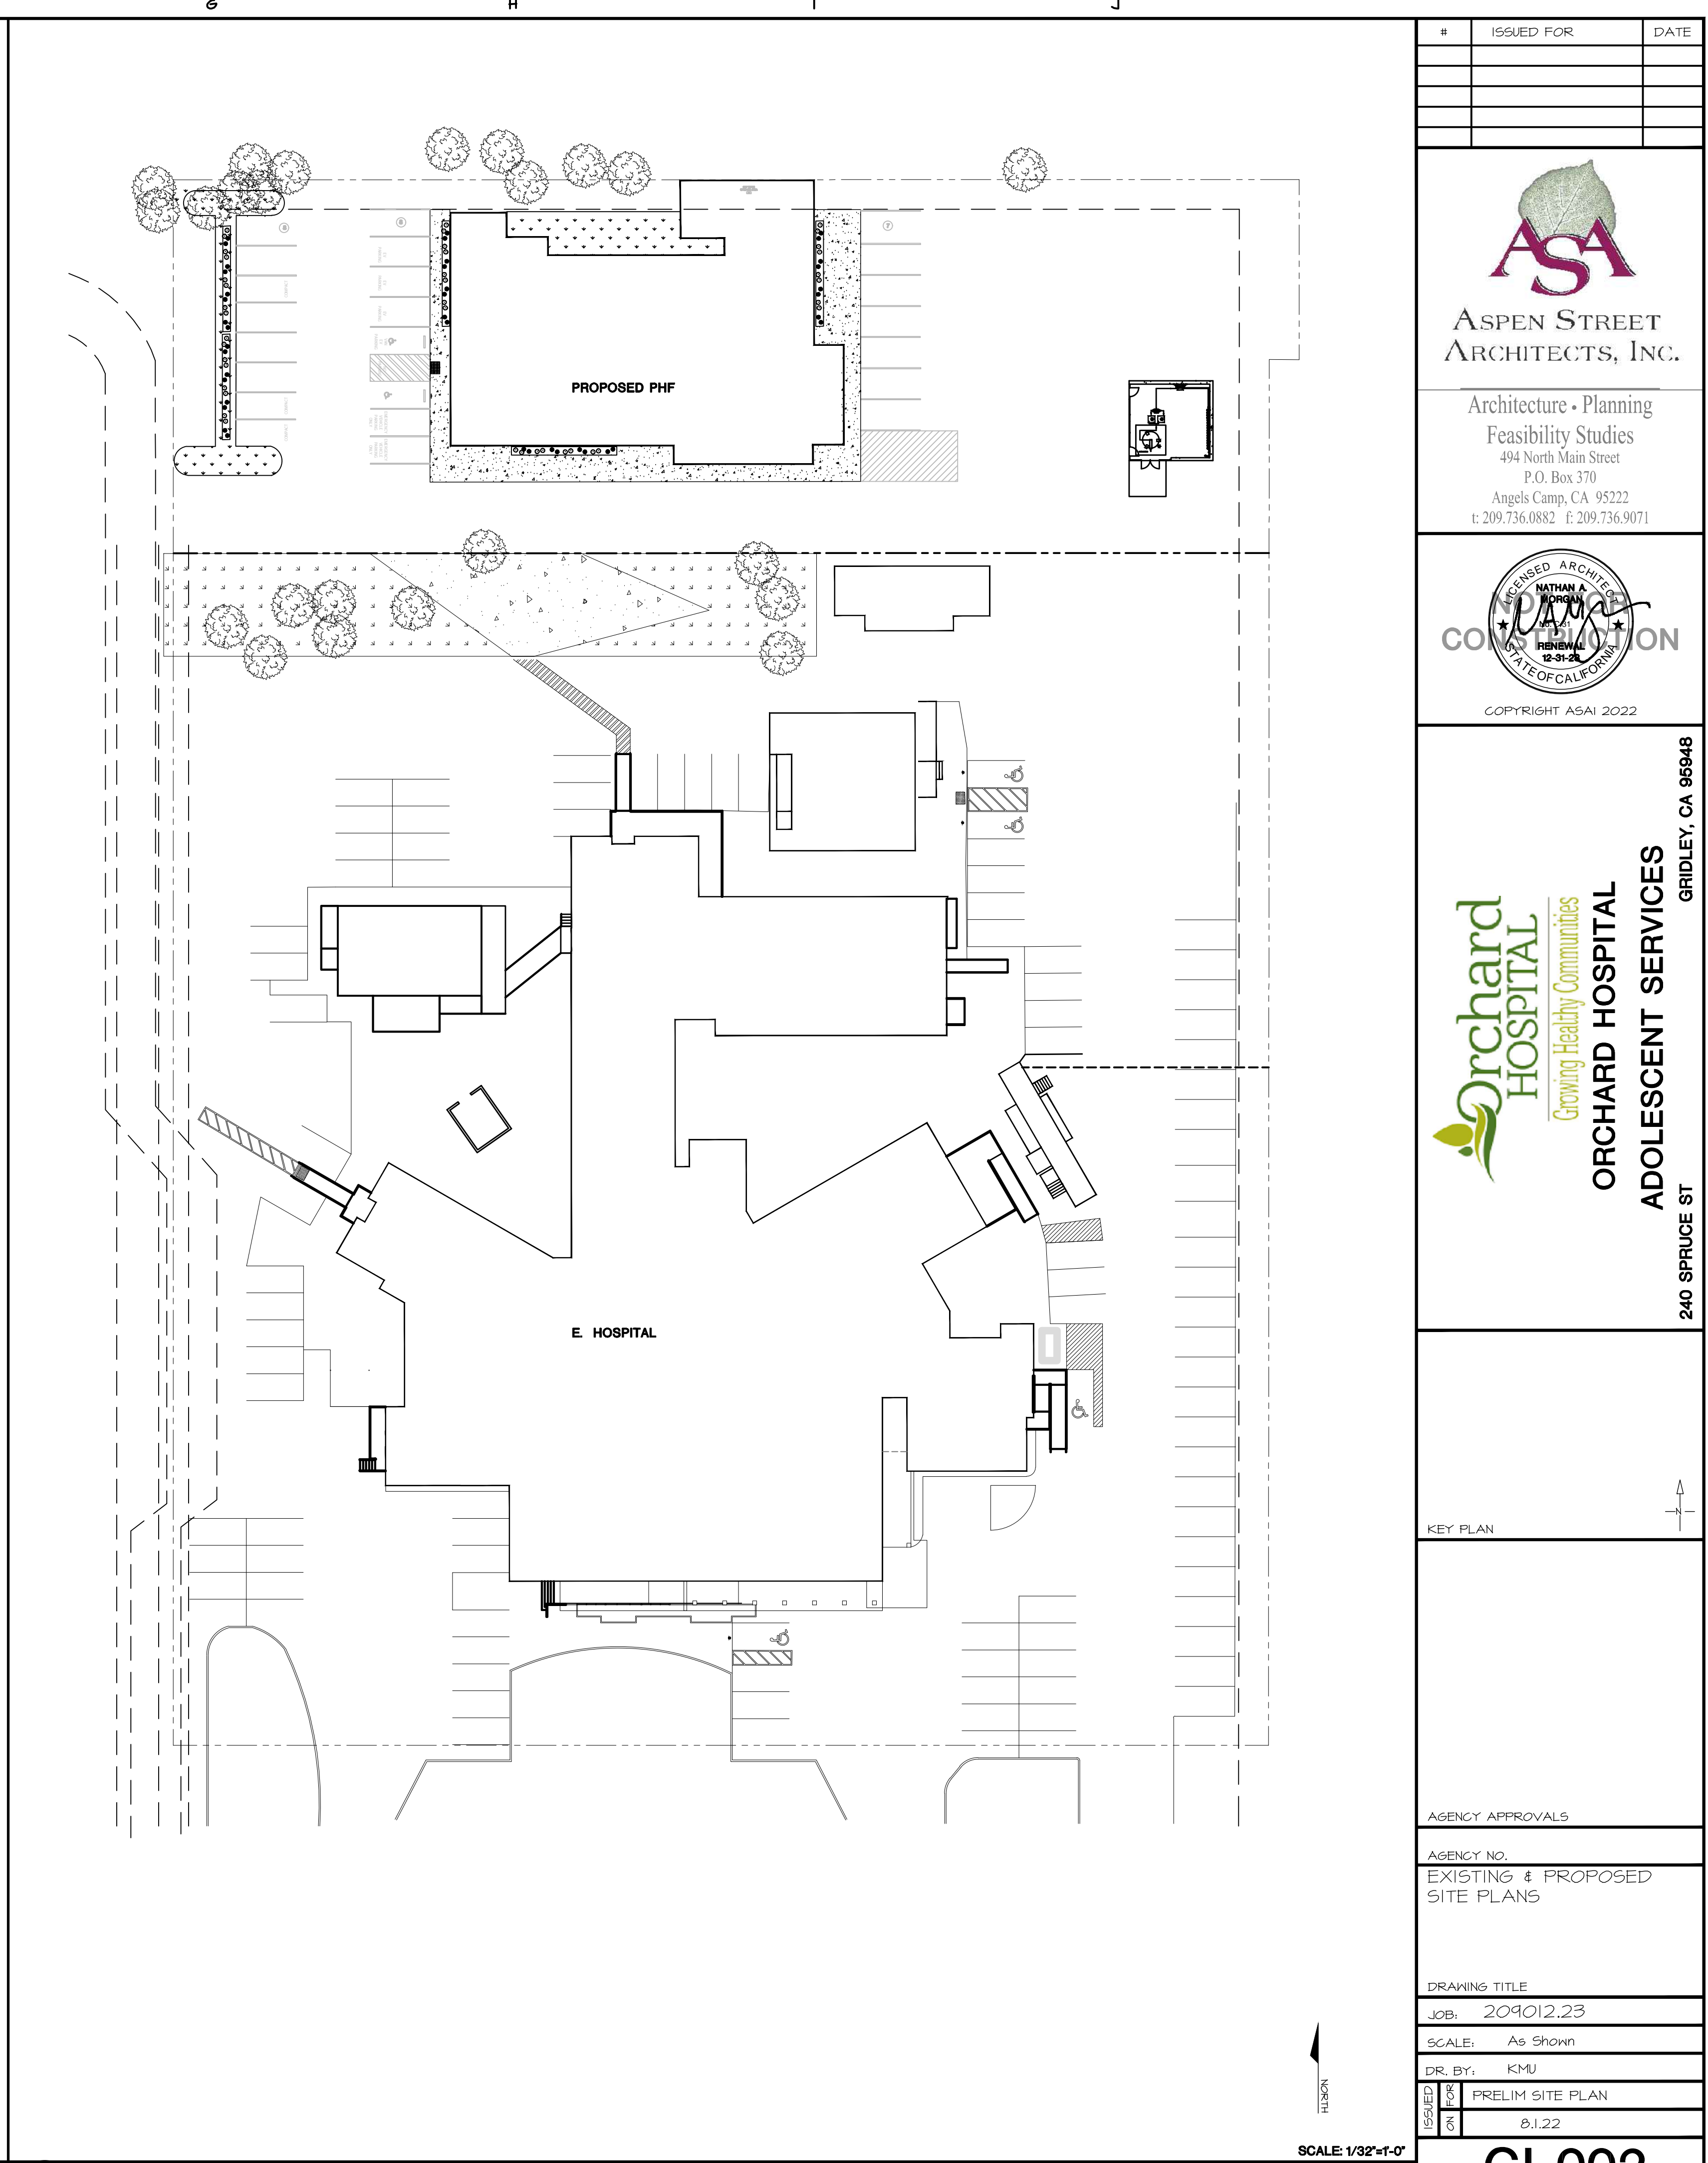 G H I J
# ISSUED FOR DATE
ASA
ASPEN STREET
ARCHITECTS, INC.
Architecture • Planning
Feasibility Studies
494 North Main Street
P.O. Box 370
Angels Camp, CA 95222
t: 209.736.0882 f: 209.736.9071
LICENSED ARCHITECT
NATHAN A.
MORGAN
RENEWAL
12-31-23
STATE OF CALIFORNIA
CONSTRUCTION
COPYRIGHT ASAI 2022
Orchard
HOSPITAL
Growing Healthy Communities
ORCHARD HOSPITAL
ADOLESCENT SERVICES
240 SPRUCE ST
GRIDLEY, CA 95948
N
KEY PLAN
AGENCY APPROVALS
AGENCY NO.
EXISTING & PROPOSED
SITE PLANS
DRAWING TITLE
JOB: 209012.23
SCALE: As Shown
DR. BY: KMU
ISSUED
FOR
PRELIM SITE PLAN
ON
8.1.22
PROPOSED PHF
7
E. HOSPITAL
NORTH
SCALE: 1/32"=1'-0"